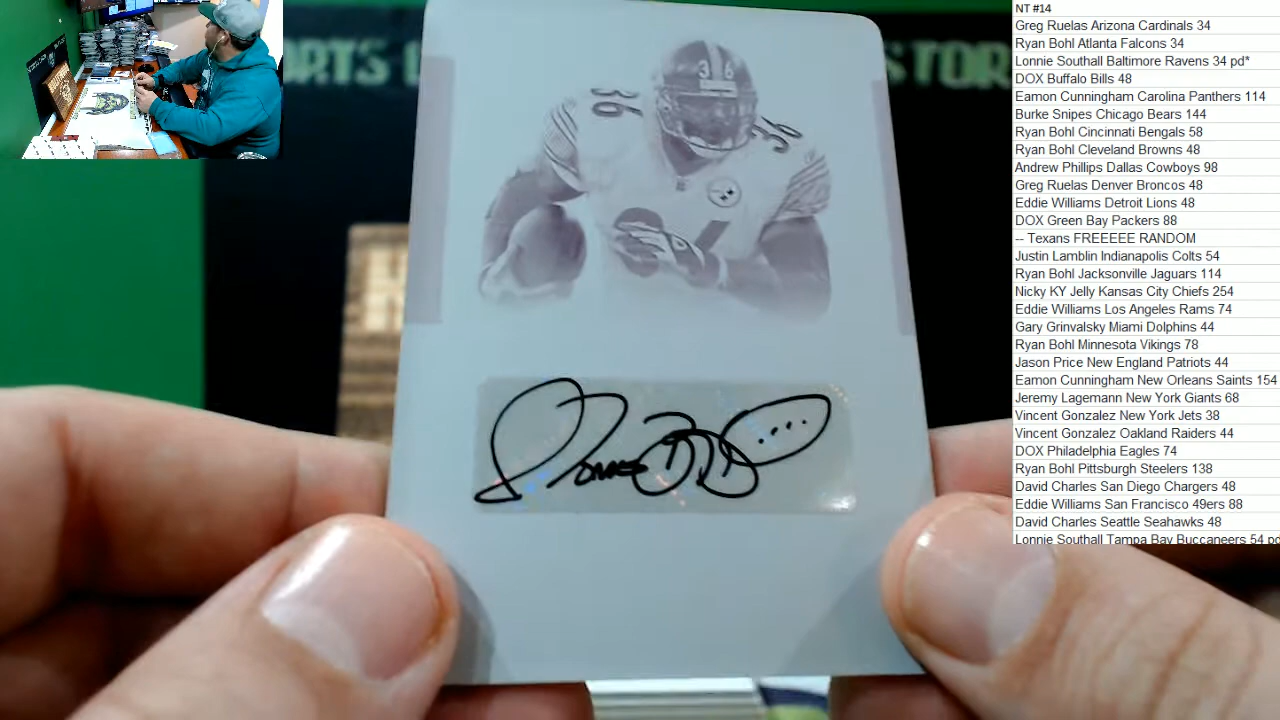 NT #14
Greg Ruelas Arizona Cardinals 34
Ryan Bohl Atlanta Falcons 34
Lonnie Southall Baltimore Ravens 34 pd*
DOX Buffalo Bills 48
Eamon Cunningham Carolina Panthers 114
Burke Snipes Chicago Bears 144
Ryan Bohl Cincinnati Bengals 58
Ryan Bohl Cleveland Browns 48
Andrew Phillips Dallas Cowboys 98
Greg Ruelas Denver Broncos 48
Eddie Williams Detroit Lions 48
DOX Green Bay Packers 88
-- Texans FREEEEE RANDOM
Justin Lamblin Indianapolis Colts 54
Ryan Bohl Jacksonville Jaguars 114
Nicky KY Jelly Kansas City Chiefs 254
Eddie Williams Los Angeles Rams 74
Gary Grinvalsky Miami Dolphins 44
Ryan Bohl Minnesota Vikings 78
Jason Price New England Patriots 44
Eamon Cunningham New Orleans Saints 154
Jeremy Lagemann New York Giants 68
Vincent Gonzalez New York Jets 38
Vincent Gonzalez Oakland Raiders 44
DOX Philadelphia Eagles 74
Ryan Bohl Pittsburgh Steelers 138
David Charles San Diego Chargers 48
Eddie Williams San Francisco 49ers 88
David Charles Seattle Seahawks 48
Lonnie Southall Tampa Bay Buccaneers 54 pd
36
36
36